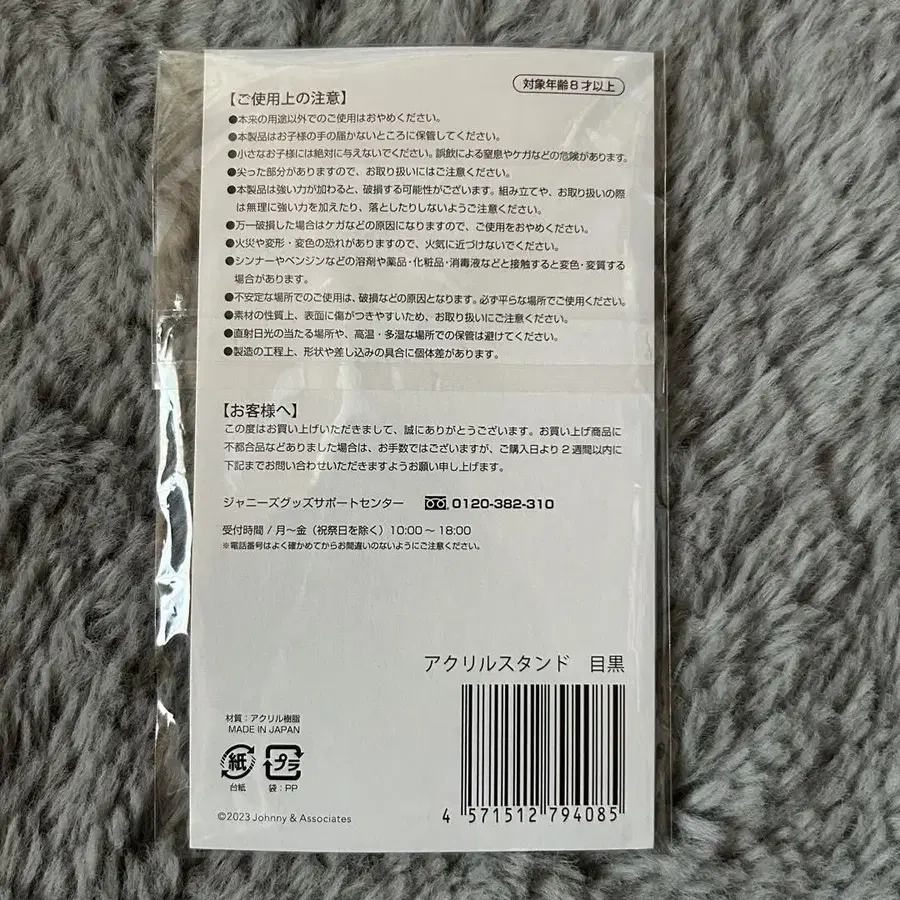 対象年齢8才以上
【ご使用上の注意】
●本来の用途以外でのご使用はおやめください。
●本製品はお子様の手の届かないところに保管してください。
●小さなお子様には絶対に与えないでください。誤飲による窒息やケガなどの危険があります。
●尖った部分がありますので、お取り扱いにはご注意ください。
●本製品は強い力が加わると、破損する可能性がございます。組み立てや、お取り扱いの際
は無理に強い力を加えたり、落としたりしないようご注意ください。
●万一破損した場合はケガなどの原因になりますので、ご使用をおやめください。
●火災や変形・変色の恐れがありますので、火気に近づけないでください。
●シンナーやベンジンなどの溶剤や薬品・化粧品・消毒液などと接触すると変色・変質する
場合があります。
●不安定な場所でのご使用は、破損などの原因となります。必ず平らな場所でご使用ください。
●素材の性質上、表面に傷がつきやすいため、お取り扱いにご注意ください。
●直射日光の当たる場所や、高温・多湿な場所での保管は避けてください。
●製造の工程上、形状や差し込みの具合に個体差があります。
【お客様へ】
この度はお買い上げいただきまして、誠にありがとうございます。お買い上げ商品に
不都合品などありました場合は、お手数ではございますが、ご購入日より2週間以内に
下記までお問い合わせいただきますようお願い申し上げます。
ジャニーズグッズサポートセンター 0120-382-310
受付時間 / 月〜金（祝祭日を除く）10:00〜18:00
※電話番号はよく確かめてからお間違いのないようにご注意ください。
アクリルスタンド 目黒
材質：アクリル樹脂
MADE IN JAPAN
紙 プラ
台紙 袋：PP
©2023 Johnny & Associates
4 571512 794085